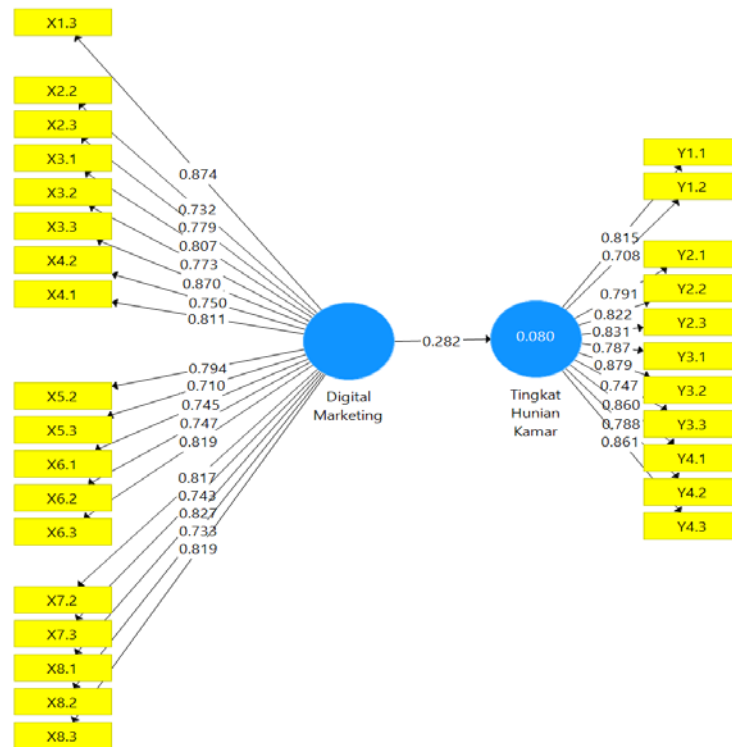 X1.3
X2.2
X2.3
X3.1
X3.2
X3.3
X4.2
X4.1
X5.2
X5.3
X6.1
X6.2
X6.3
X7.2
X7.3
X8.1
X8.2
X8.3
0.874
0.732
0.779
0.807
0.773
0.870
0.750
0.811
0.794
0.710
0.745
0.747
0.819
0.817
0.743
0.827
0.733
0.819
Digital
Marketing
0.282
0.080
Tingkat
Hunian
Kamar
0.815
0.708
0.791
0.822
0.831
0.787
0.879
0.747
0.860
0.788
0.861
Y1.1
Y1.2
Y2.1
Y2.2
Y2.3
Y3.1
Y3.2
Y3.3
Y4.1
Y4.2
Y4.3